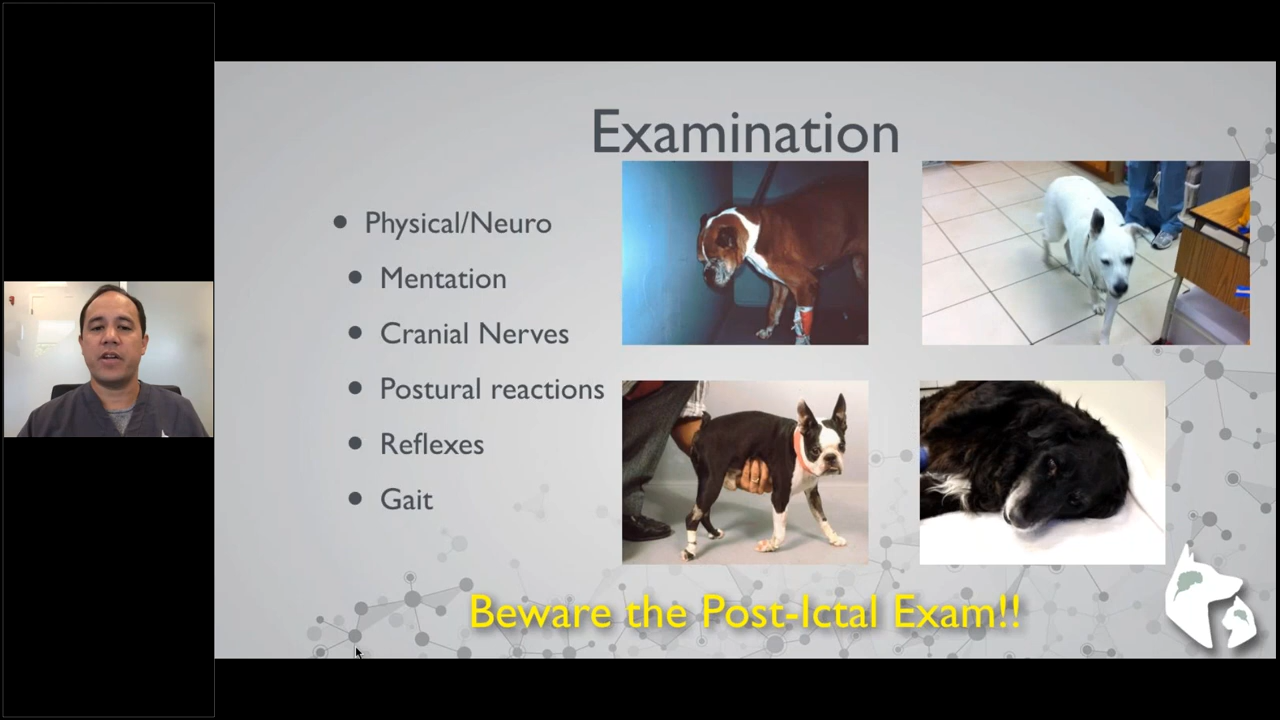 Examination
Physical/Neuro
Mentation
Cranial Nerves
Postural reactions
Reflexes
Gait
Beware the Post-Ictal Exam!!